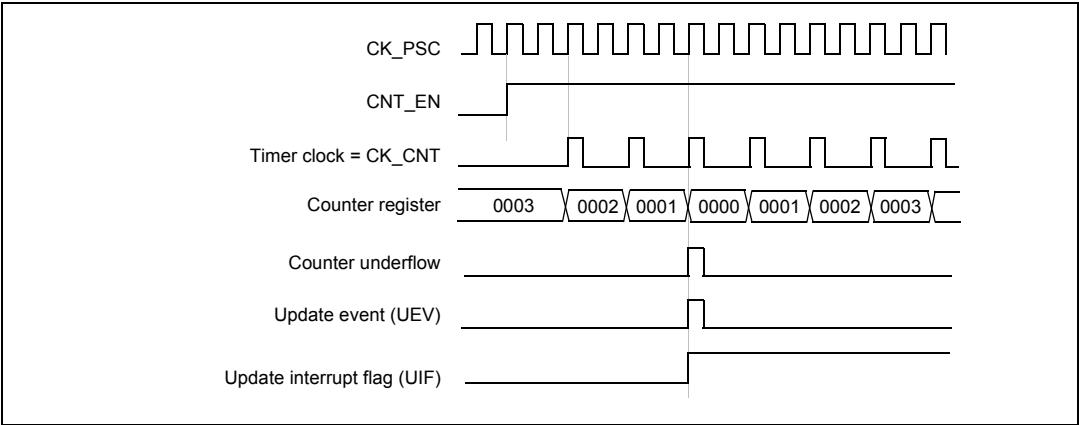 CK_PSC
CNT_EN
Timer clock = CK_CNT
Counter register 0003 0002 0001 0000 0001 0002 0003
Counter underflow
Update event (UEV)
Update interrupt flag (UIF)